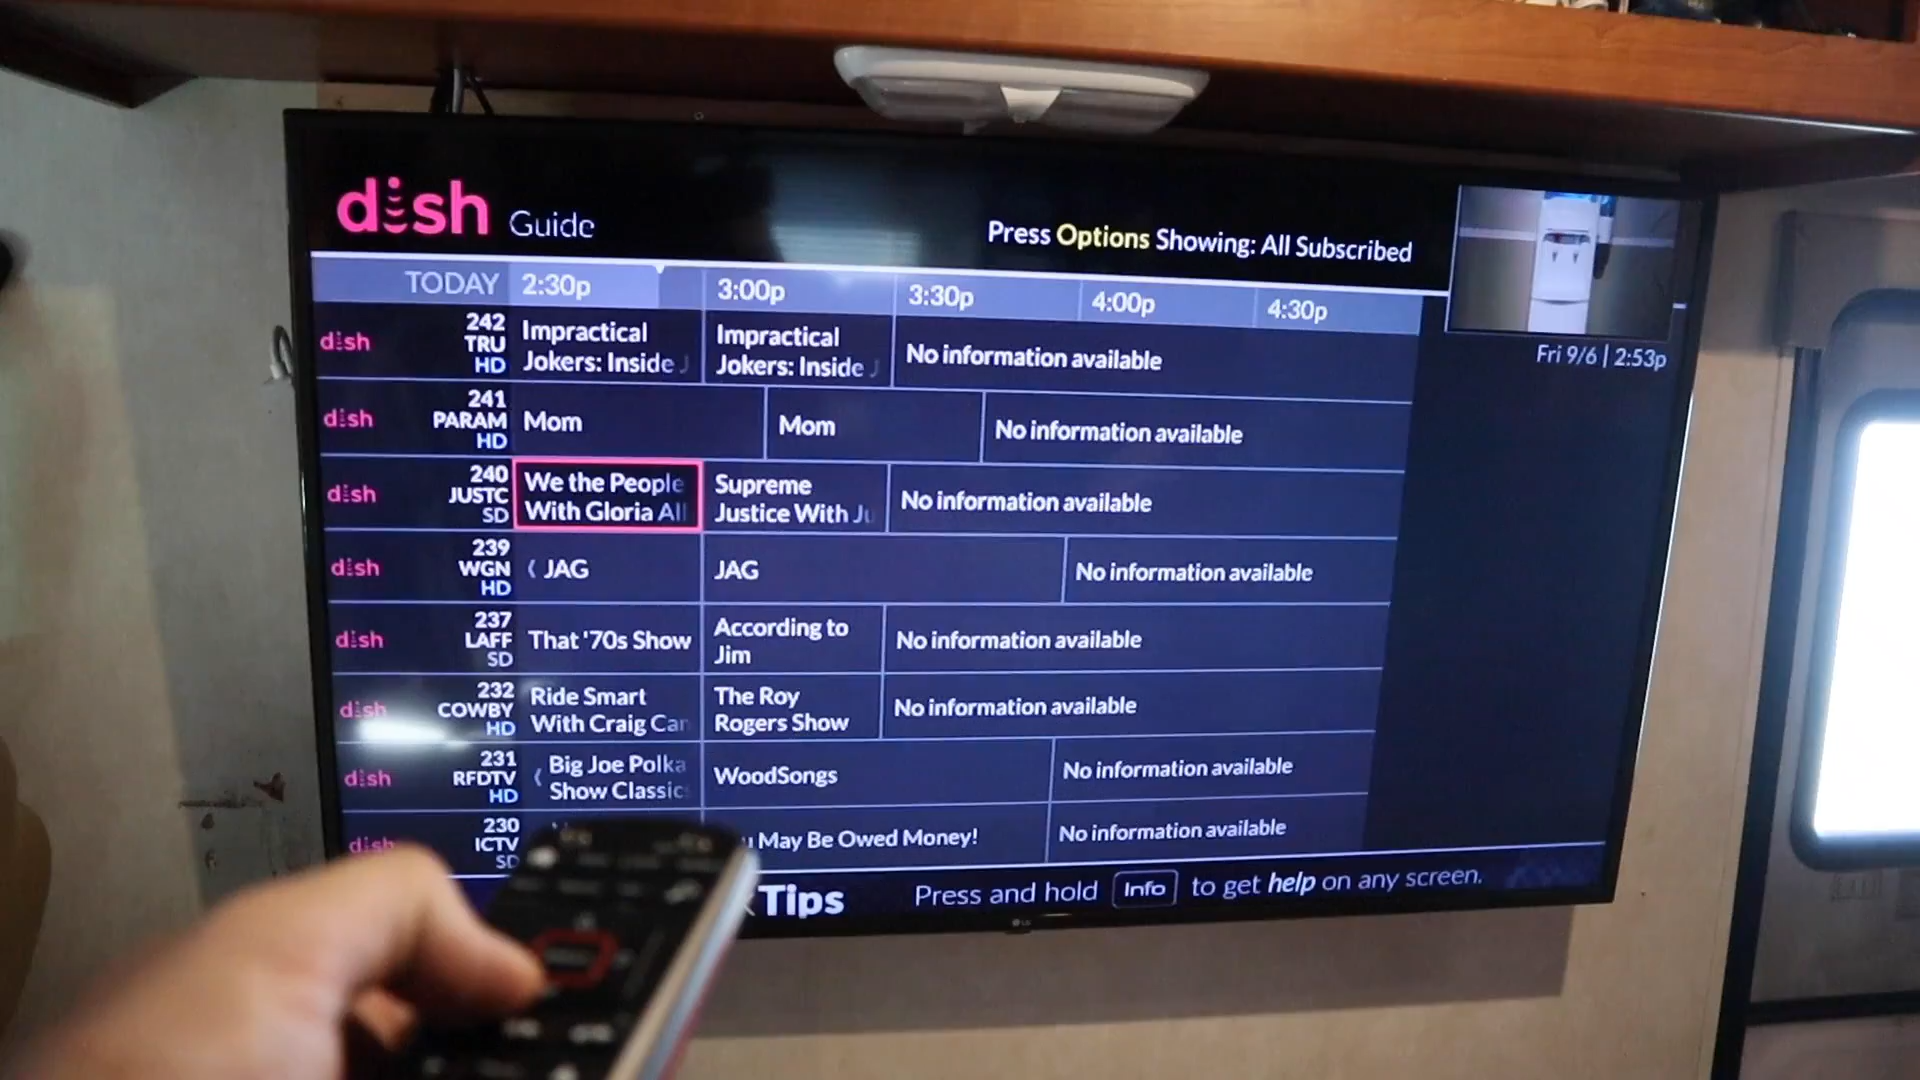 dish Guide
Press Options Showing: All Subscribed
Fri 9/6 | 2:53p
TODAY 2:30p 3:00p 3:30p 4:00p 4:30p
dish 242 TRU HD
Impractical Jokers: Inside J
Impractical Jokers: Inside J
No information available
dish 241 PARAM HD
Mom
Mom
No information available
dish 240 JUSTC SD
We the People With Gloria All
Supreme Justice With Ju
No information available
dish 239 WGN HD
JAG
JAG
No information available
dish 237 LAFF SD
That '70s Show
According to Jim
No information available
dish 232 COWBY HD
Ride Smart With Craig Cam
The Roy Rogers Show
No information available
dish 231 RFDTV HD
Big Joe Polka Show Classic
WoodSongs
No information available
dish 230 ICTV SD
May Be Owed Money!
No information available
Tips
Press and hold Info to get help on any screen.
LG